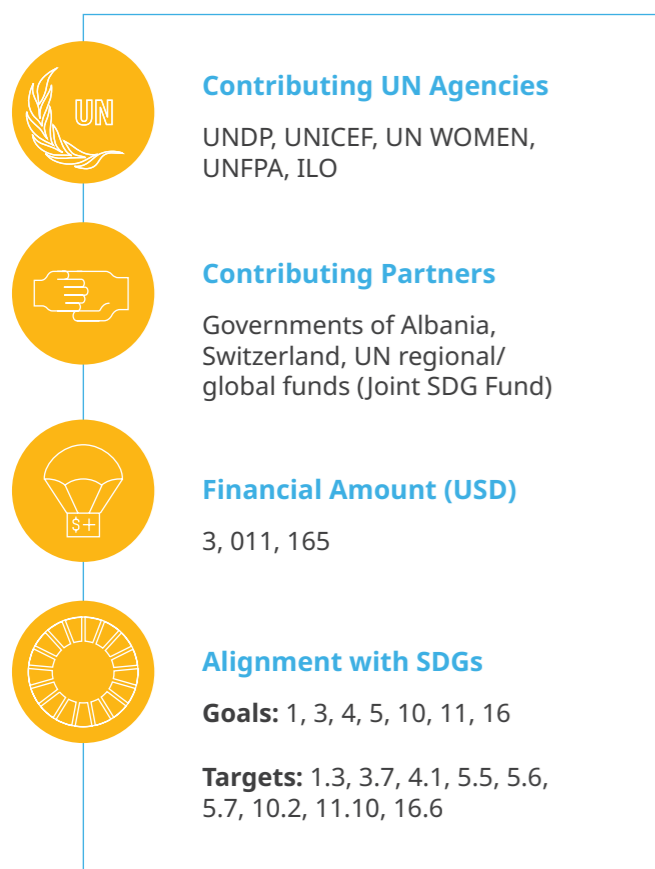 UN
Contributing UN Agencies
UNDP, UNICEF, UN WOMEN,
UNFPA, ILO
Contributing Partners
Governments of Albania,
Switzerland, UN regional/
global funds (Joint SDG Fund)
Financial Amount (USD)
$+
3, 011, 165
Alignment with SDGs
Goals: 1, 3, 4, 5, 10, 11, 16
Targets: 1.3, 3.7, 4.1, 5.5, 5.6,
5.7, 10.2, 11.10, 16.6